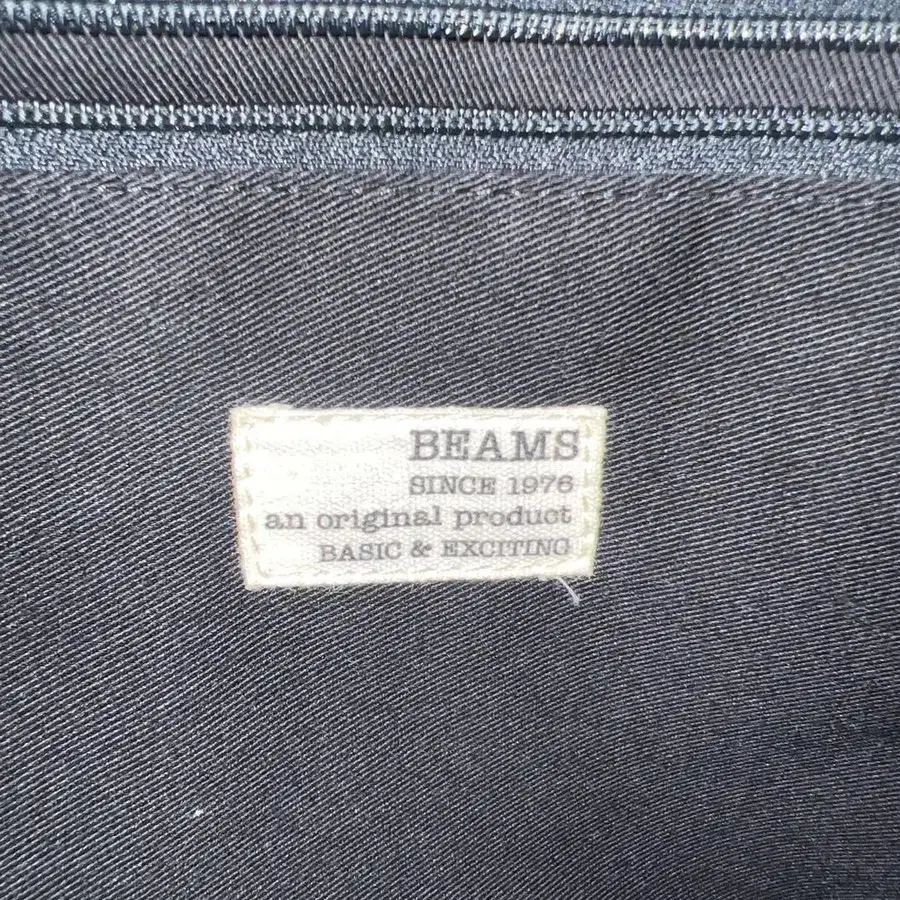 BEAMS
SINCE 1976
an original product
BASIC & EXCITING